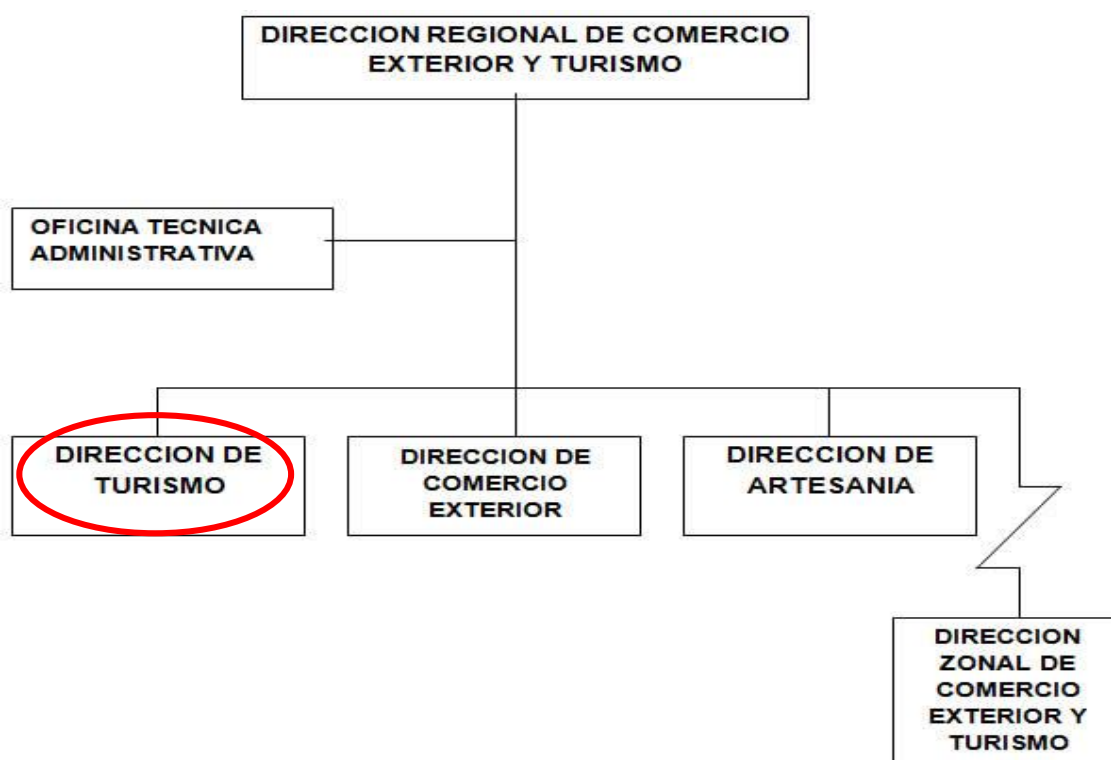 DIRECCION REGIONAL DE COMERCIO
EXTERIOR Y TURISMO
OFICINA TECNICA
ADMINISTRATIVA
DIRECCION DE
TURISMO
DIRECCION DE
COMERCIO
EXTERIOR
DIRECCION DE
ARTESANIA
DIRECCION
ZONAL DE
COMERCIO
EXTERIOR Y
TURISMO